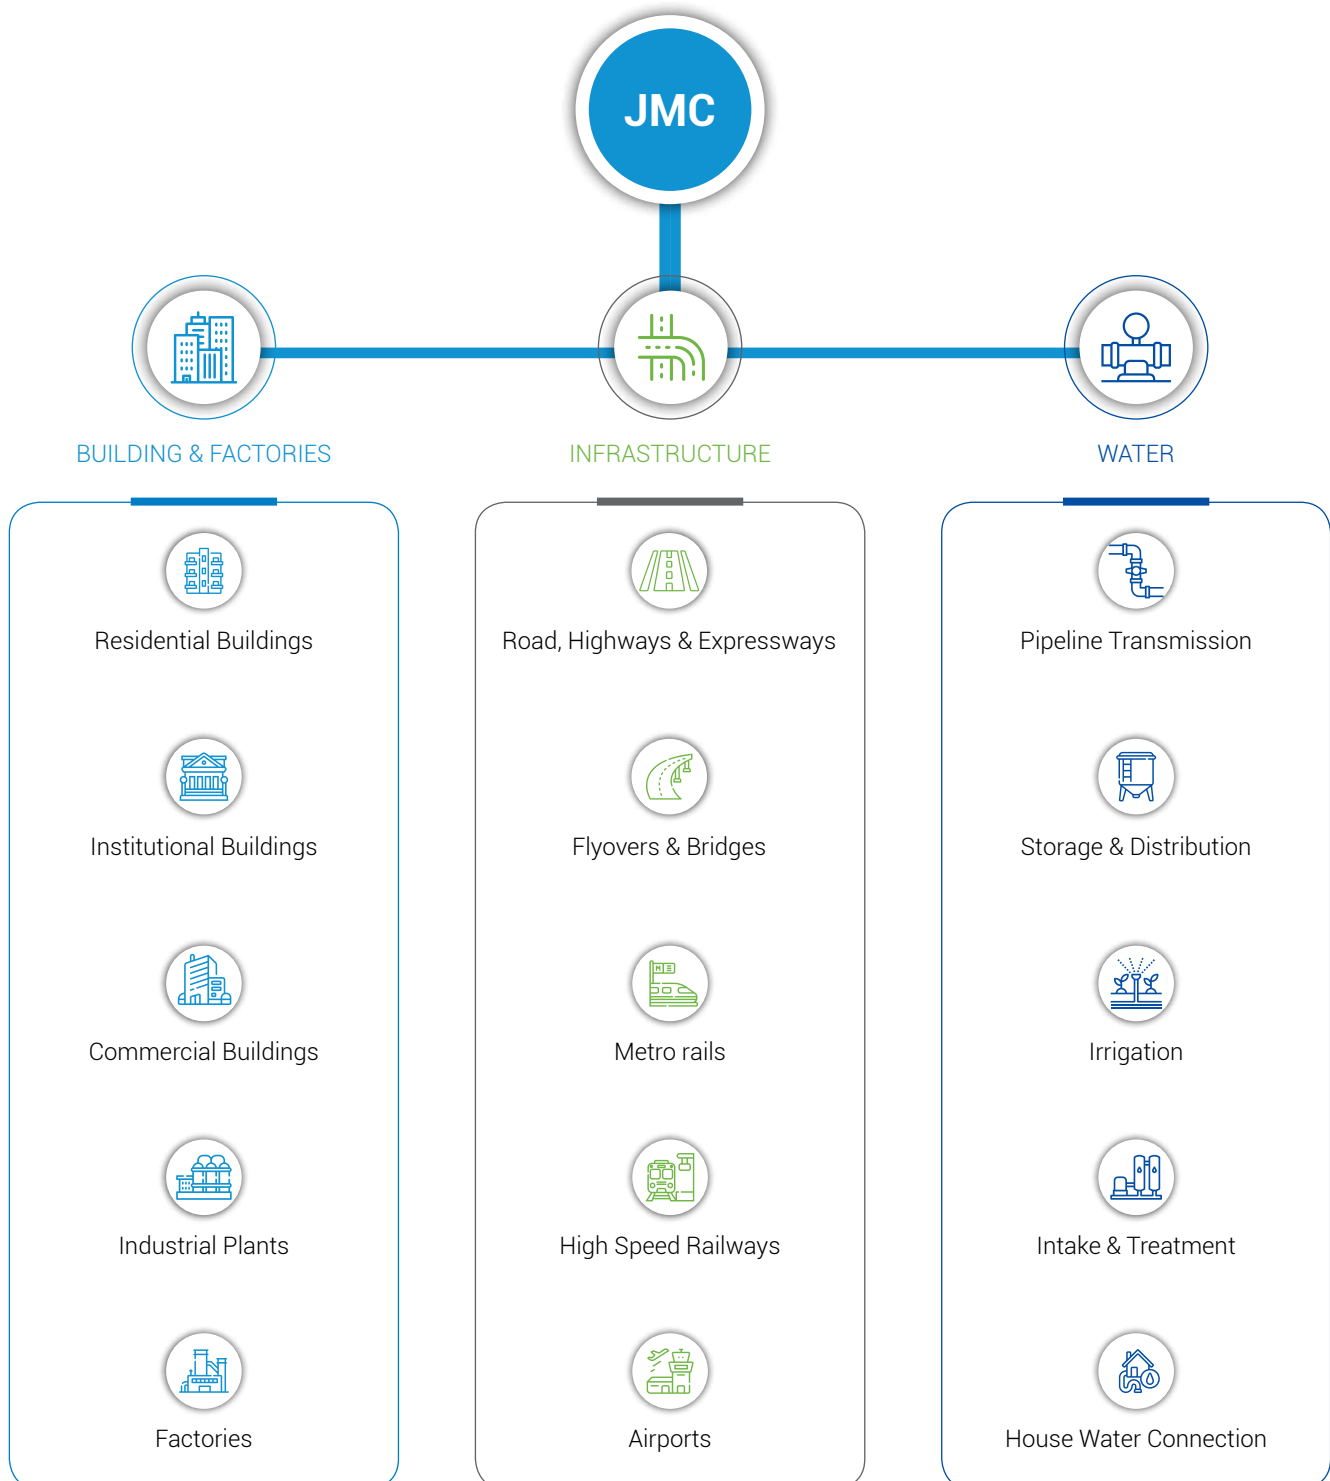 JMC
BUILDING & FACTORIES
Residential Buildings
Institutional Buildings
Commercial Buildings
Industrial Plants
Factories
INFRASTRUCTURE
Road, Highways & Expressways
Flyovers & Bridges
Metro rails
High Speed Railways
Airports
WATER
Pipeline Transmission
Storage & Distribution
Irrigation
Intake & Treatment
House Water Connection